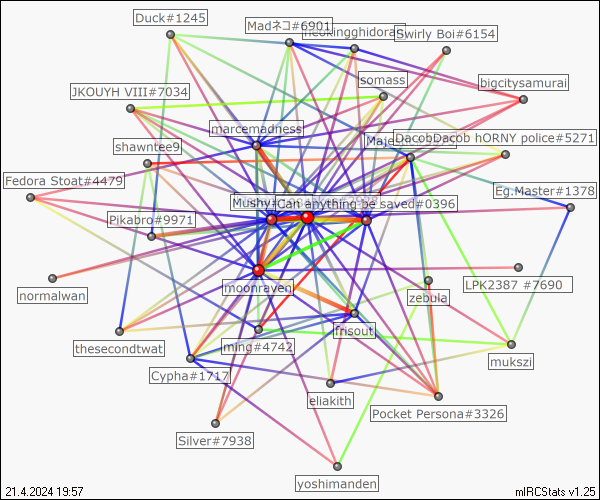 Duck#1245
Madネコ#6901
neokingghidorah
Swirly Boi#6154
somass
bigcitysamurai
JKOUYH VIII#7034
marcemadness
shawntee9
Maje
DacobDacob hORNY police#5271
Fedora Stoat#4479
Eg.Master#1378
Mushy
Can anything be saved#0396
Pikabro#9971
normalwan
moonraven
LPK2387 #7690
zebula
frisout
thesecondtwat
ming#4742
mukszi
Cypha#1717
eliakith
Pocket Persona#3326
Silver#7938
yoshimanden
21.4.2024 19:57
mIRCStats v1.25